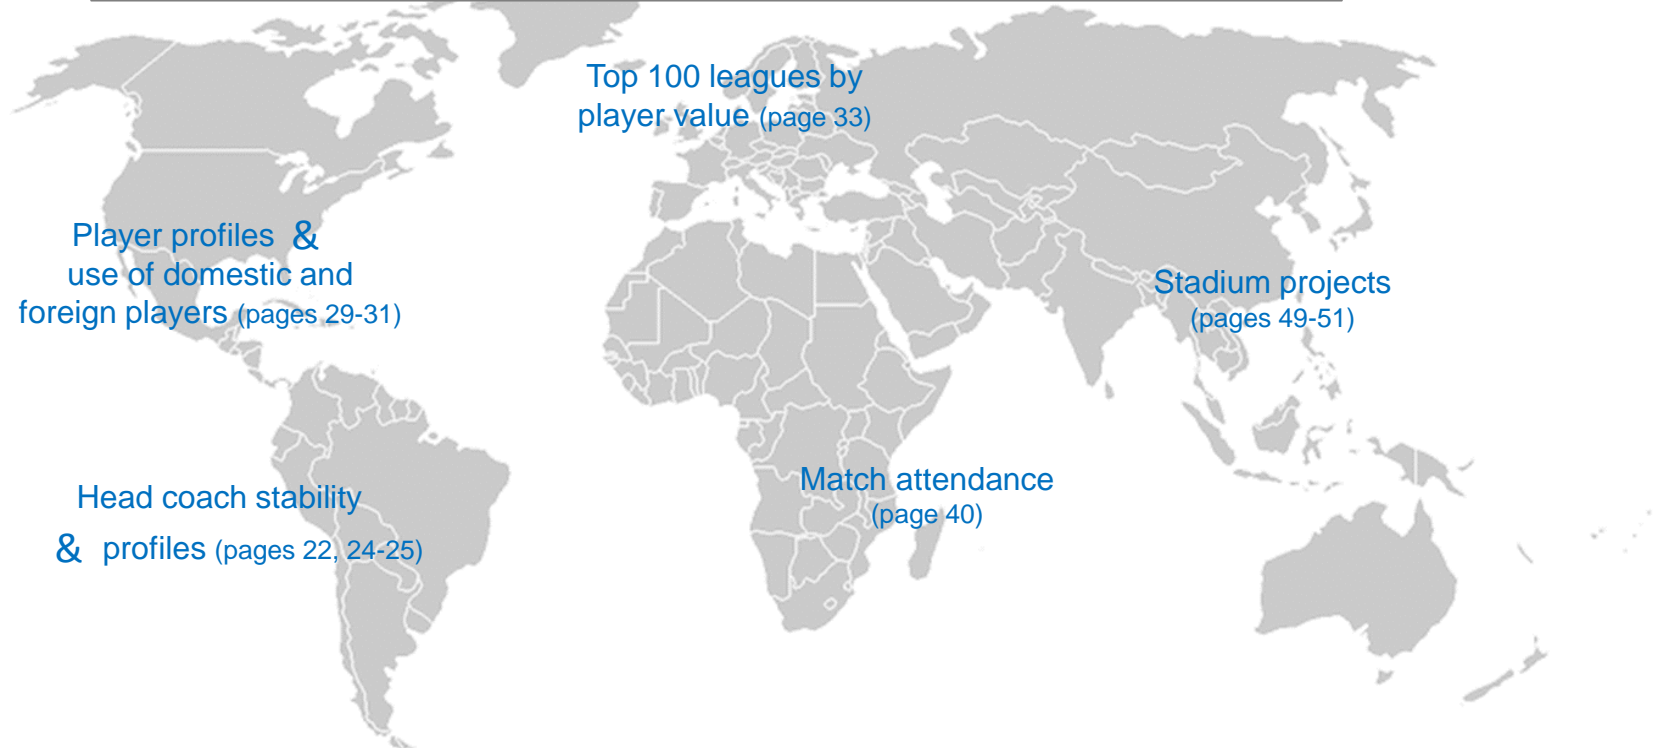 Top 100 leagues by
player value (page 33)
Player profiles &
use of domestic and
foreign players (pages 29-31)
Stadium projects
(pages 49-51)
Head coach stability
& profiles (pages 22, 24-25)
Match attendance
(page 40)